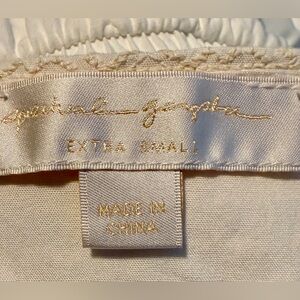 spiritual gangster
EXTRA SMALL
MADE IN
CHINA